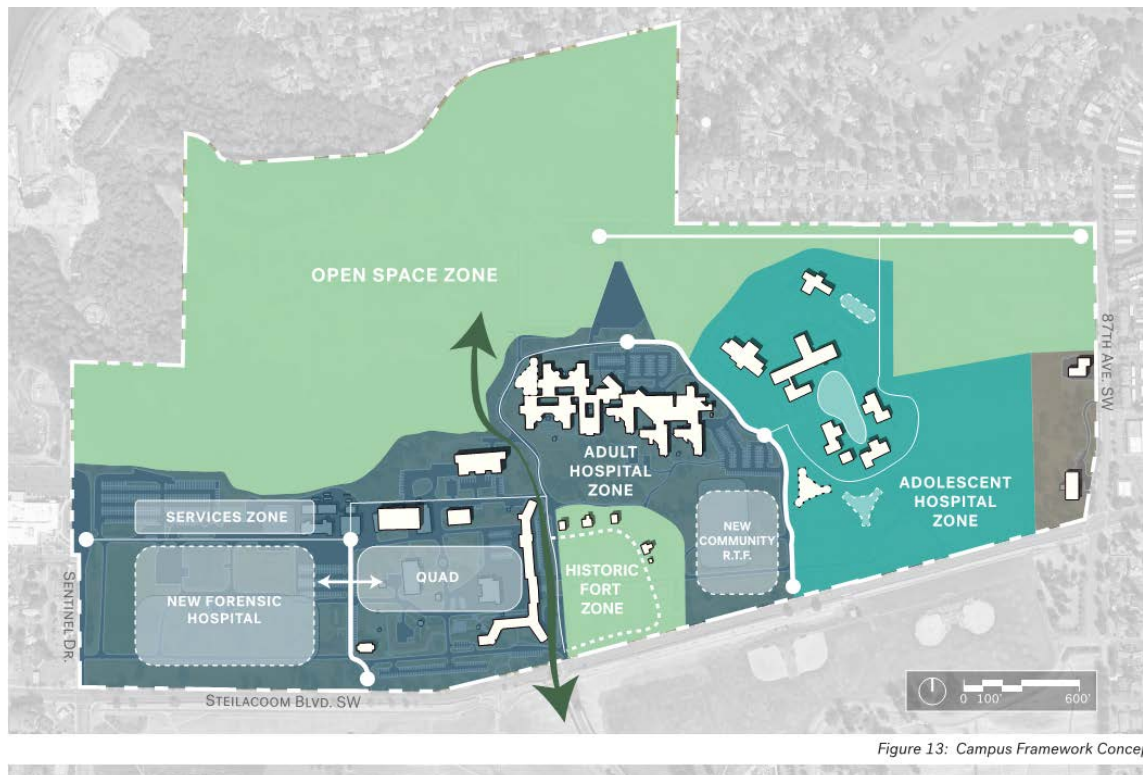 OPEN SPACE ZONE
87TH AVE. SW
ADULT
HOSPITAL
ZONE
ADOLESCENT
HOSPITAL
ZONE
SERVICES ZONE
NEW
COMMUNITY
R.T.F.
QUAD
HISTORIC
FORT
ZONE
NEW FORENSIC
HOSPITAL
SENTINEL DR.
STEILACOOM BLVD. SW
0 100' 600'
Figure 13: Campus Framework Concep